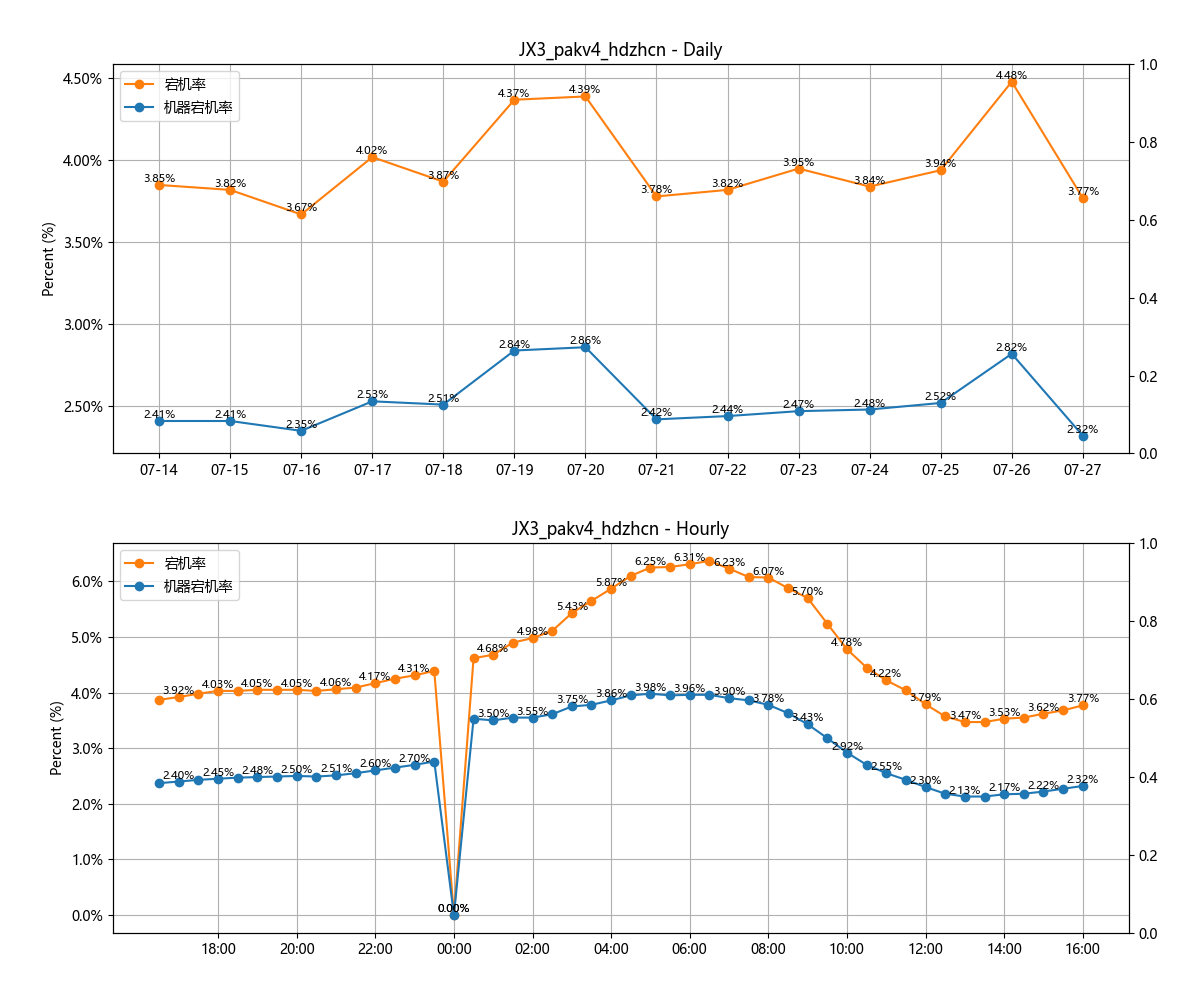 JX3_pakv4_hdzhcn - Daily
宕机率
机器宕机率
Percent (%)
4.50%
4.00%
3.50%
3.00%
2.50%
1.0
0.8
0.6
0.4
0.2
0.0
3.85% 3.82% 3.67% 4.02% 3.87% 4.37% 4.39% 3.78% 3.82% 3.95% 3.84% 3.94% 4.48% 3.77%
2.41% 2.41% 2.35% 2.53% 2.51% 2.84% 2.86% 2.42% 2.44% 2.47% 2.48% 2.52% 2.82% 2.32%
07-14 07-15 07-16 07-17 07-18 07-19 07-20 07-21 07-22 07-23 07-24 07-25 07-26 07-27
JX3_pakv4_hdzhcn - Hourly
宕机率
机器宕机率
Percent (%)
6.0%
5.0%
4.0%
3.0%
2.0%
1.0%
0.0%
1.0
0.8
0.6
0.4
0.2
0.0
3.92% 4.03% 4.05% 4.05% 4.06% 4.17% 4.31% 0.00% 4.68% 4.98% 5.43% 5.87% 6.25% 6.31% 6.23% 6.07% 5.70% 4.78% 4.22% 3.79% 3.47% 3.53% 3.62% 3.77%
2.40% 2.45% 2.48% 2.50% 2.51% 2.60% 2.70% 0.00% 3.50% 3.55% 3.75% 3.86% 3.98% 3.96% 3.90% 3.78% 3.43% 2.92% 2.55% 2.30% 2.13% 2.17% 2.22% 2.32%
18:00 20:00 22:00 00:00 02:00 04:00 06:00 08:00 10:00 12:00 14:00 16:00